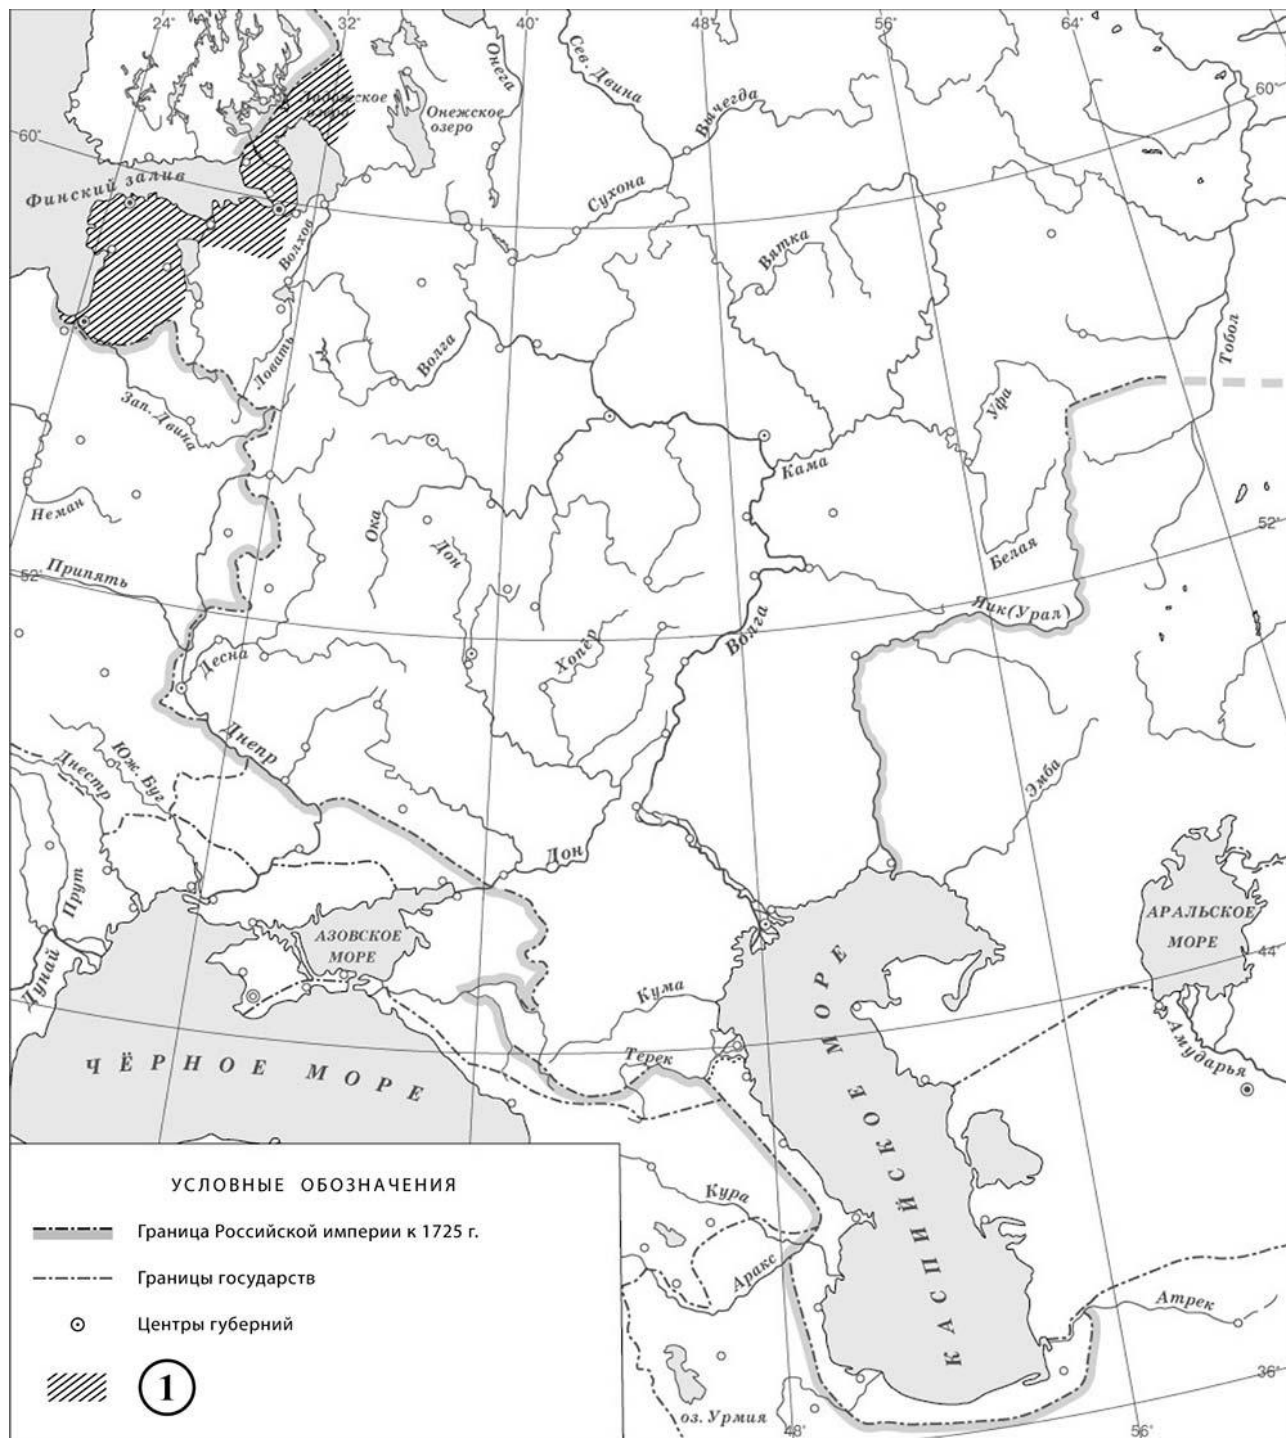 24°
32°
40°
48°
56°
64°
60°
Онега
Сев. Двина
Вычегда
Ладожское
озеро
Онежское
озеро
60°
Финский залив
Сухона
Волхов
Вятка
Тобол
Ловать
Волга
Уфа
Зап. Двина
Кама
Неман
Ока
Дон
Белая
52°
52°
Припять
Яик (Урал)
Волга
Хопёр
Десна
Днепр
Юж. Буг
Днестр
Эмба
Дон
Прут
АЗОВСКОЕ
МОРЕ
АРАЛЬСКОЕ
МОРЕ
44°
Дунай
Кума
Терек
Амударья
ЧЁРНОЕ МОРЕ
КАСПИЙСКОЕ МОРЕ
Кура
Аракс
Атрек
оз. Урмия
36°
48°
56°
УСЛОВНЫЕ ОБОЗНАЧЕНИЯ
Граница Российской империи к 1725 г.
Границы государств
Центры губерний
1